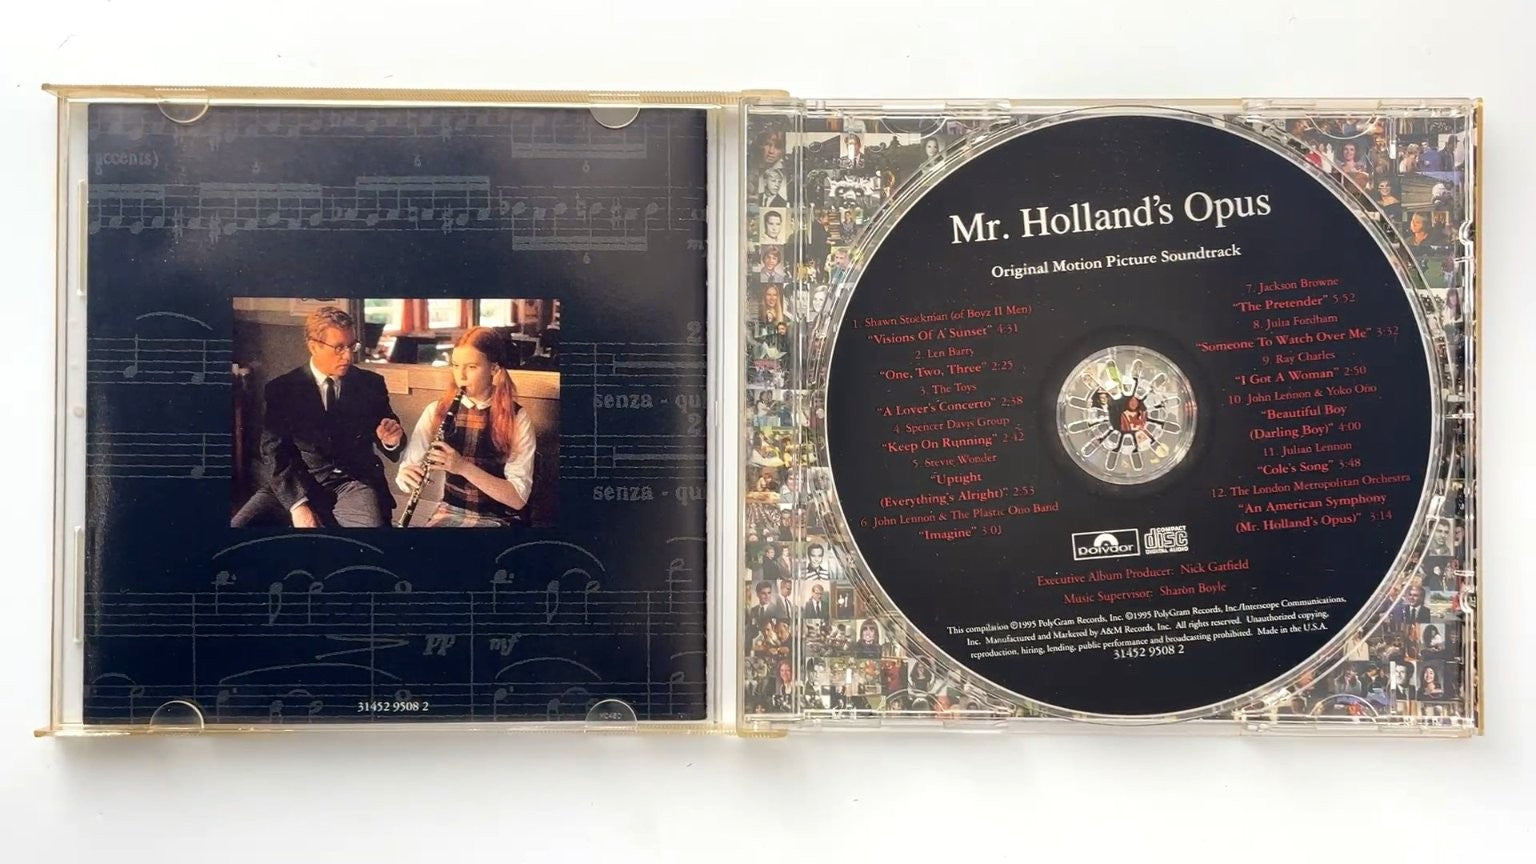 accents)
6
6
6
6
senza - qu
senza - qu
pp mf
31452 9508 2
Mr. Holland's Opus
Original Motion Picture Soundtrack
1. Shawn Stockman (of Boyz II Men)
"Visions Of A Sunset" 4:31
2. Len Barry
"One, Two, Three" 2:25
3. The Toys
"A Lover's Concerto" 2:38
4. Spencer Davis Group
"Keep On Running" 2:42
5. Stevie Wonder
"Uptight
(Everything's Alright)" 2:53
6. John Lennon & The Plastic Ono Band
"Imagine" 3:01
7. Jackson Browne
"The Pretender" 5:52
8. Julia Fordham
"Someone To Watch Over Me" 3:32
9. Ray Charles
"I Got A Woman" 2:50
10. John Lennon & Yoko Ono
"Beautiful Boy
(Darling Boy)" 4:00
11. Julian Lennon
"Cole's Song" 3:48
12. The London Metropolitan Orchestra
"An American Symphony
(Mr. Holland's Opus)" 3:14
Polydor
COMPACT
disc
DIGITAL AUDIO
Executive Album Producer: Nick Gatfield
Music Supervisor: Sharon Boyle
This compilation ℗1995 PolyGram Records, Inc. ©1995 PolyGram Records, Inc./Interscope Communications,
Inc. Manufactured and Marketed by A&M Records, Inc. All rights reserved. Unauthorized copying,
reproduction, hiring, lending, public performance and broadcasting prohibited. Made in the U.S.A.
31452 9508 2